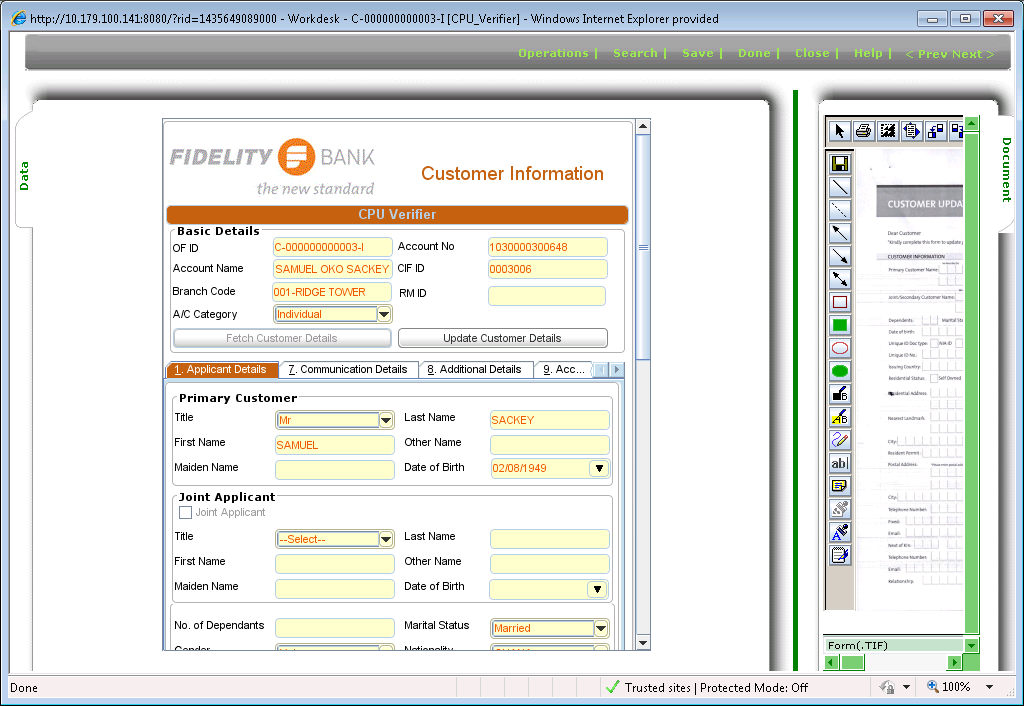 http://10.179.100.141:8080/?rid=1435649089000 - Workdesk - C-000000000003-I [CPU_Verifier] - Windows Internet Explorer provided
Operations | Search | Save | Done | Close | Help | < Prev Next >
Data
FIDELITY BANK
the new standard
Customer Information
CPU Verifier
Basic Details
OF ID C-000000000003-I Account No 1030000300648
Account Name SAMUEL OKO SACKEY CIF ID 0003006
Branch Code 001-RIDGE TOWER RM ID
A/C Category Individual
Fetch Customer Details Update Customer Details
1. Applicant Details 7. Communication Details 8. Additional Details 9. Acc...
Primary Customer
Title Mr Last Name SACKEY
First Name SAMUEL Other Name
Maiden Name Date of Birth 02/08/1949
Joint Applicant
Joint Applicant
Title --Select-- Last Name
First Name Other Name
Maiden Name Date of Birth
No. of Dependants Marital Status Married
Document
CUSTOMER UPDA
Dear Customer
*Kindly complete this form to update
CUSTOMER INFORMATION
Primary Customer Name:
Joint/Secondary Customer Name:
Dependents: Marital Sta
Date of birth:
Unique ID Doc type: N/A ID
Unique ID No:
Issuing Country:
Residential Status: Self Owned
Residential Address:
Nearest Landmark:
City:
Resident Permit:
Postal Address:
City:
Telephone Number:
Email:
Next of Kin:
Telephone Number:
Email:
Relationship:
ab|
Form(.TIF)
Done Trusted sites | Protected Mode: Off 100%